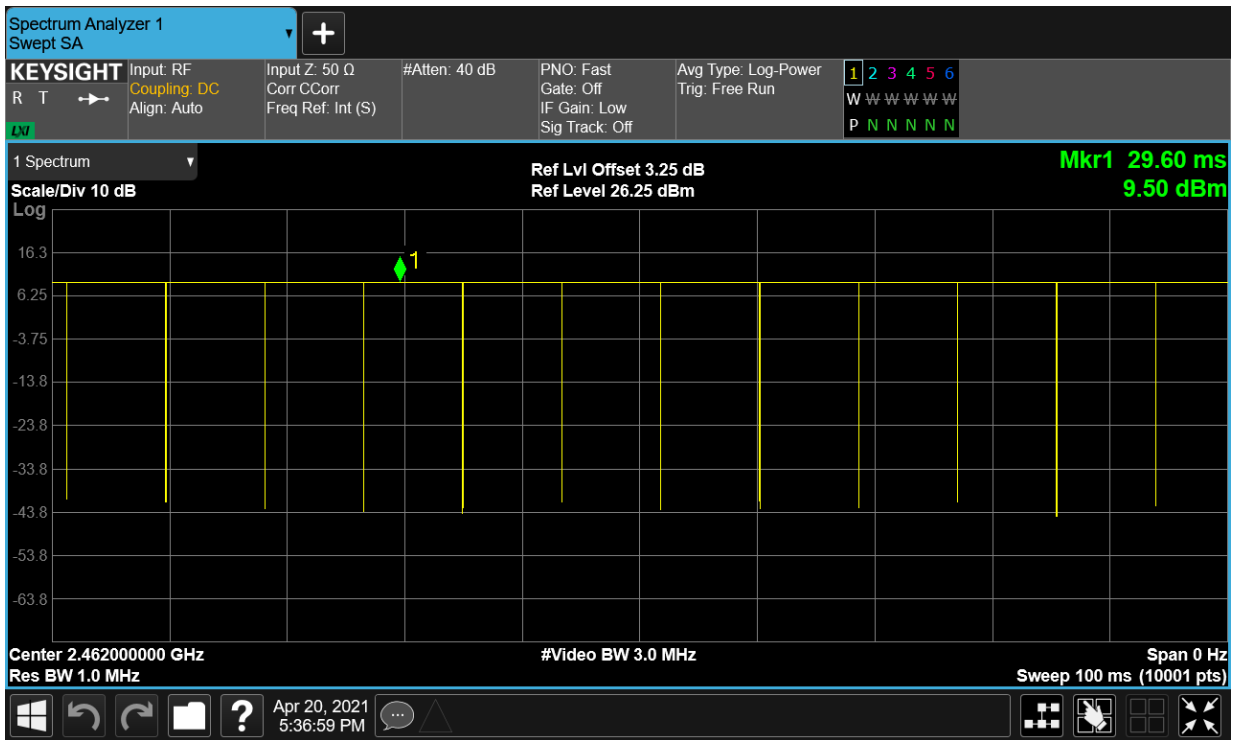 Spectrum Analyzer 1
Swept SA
+
KEYSIGHT
R T
LXI
Input: RF
Coupling: DC
Align: Auto
Input Z: 50 Ω
Corr CCorr
Freq Ref: Int (S)
#Atten: 40 dB
PNO: Fast
Gate: Off
IF Gain: Low
Sig Track: Off
Avg Type: Log-Power
Trig: Free Run
1 2 3 4 5 6
W W W W W W
P N N N N N
1 Spectrum
Scale/Div 10 dB
Log
Ref Lvl Offset 3.25 dB
Ref Level 26.25 dBm
Mkr1 29.60 ms
9.50 dBm
1
16.3
6.25
-3.75
-13.8
-23.8
-33.8
-43.8
-53.8
-63.8
Center 2.462000000 GHz
Res BW 1.0 MHz
#Video BW 3.0 MHz
Span 0 Hz
Sweep 100 ms (10001 pts)
?
Apr 20, 2021
5:36:59 PM